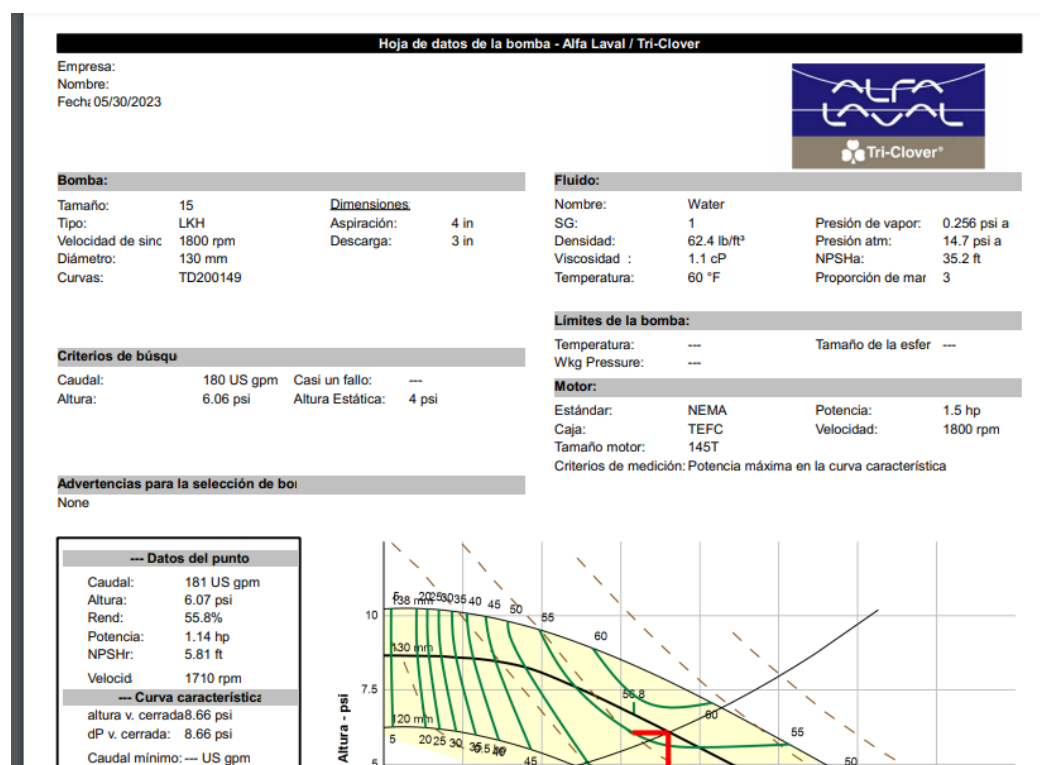 Hoja de datos de la bomba - Alfa Laval / Tri-Clover
Empresa:
Nombre:
Fecha 05/30/2023
ALFA
LAVAL
Tri-Clover®
Bomba:
Tamaño: 15
Tipo: LKH
Velocidad de sinc 1800 rpm
Diámetro: 130 mm
Curvas: TD200149
Dimensiones:
Aspiración: 4 in
Descarga: 3 in
Fluido:
Nombre: Water
SG: 1
Densidad: 62.4 lb/ft³
Viscosidad : 1.1 cP
Temperatura: 60 °F
Presión de vapor: 0.256 psi a
Presión atm: 14.7 psi a
NPSHa: 35.2 ft
Proporción de mar 3
Límites de la bomba:
Temperatura: ---
Wkg Pressure: ---
Tamaño de la esfer ---
Criterios de búsqu
Caudal: 180 US gpm
Altura: 6.06 psi
Casi un fallo: ---
Altura Estática: 4 psi
Motor:
Estándar: NEMA
Caja: TEFC
Tamaño motor: 145T
Potencia: 1.5 hp
Velocidad: 1800 rpm
Criterios de medición: Potencia máxima en la curva característica
Advertencias para la selección de bo
None
--- Datos del punto
Caudal: 181 US gpm
Altura: 6.07 psi
Rend: 55.8%
Potencia: 1.14 hp
NPSHr: 5.81 ft
Velocid 1710 rpm
--- Curva característica
altura v. cerrada 8.66 psi
dP v. cerrada: 8.66 psi
Caudal mínimo: --- US gpm
Altura - psi
10
7.5
5
138 mm
5 20 25 30 35 40 45 50 55
60
130 mm
55.8
60
120 mm
5 20 25 30 35.5 40
45
55
50